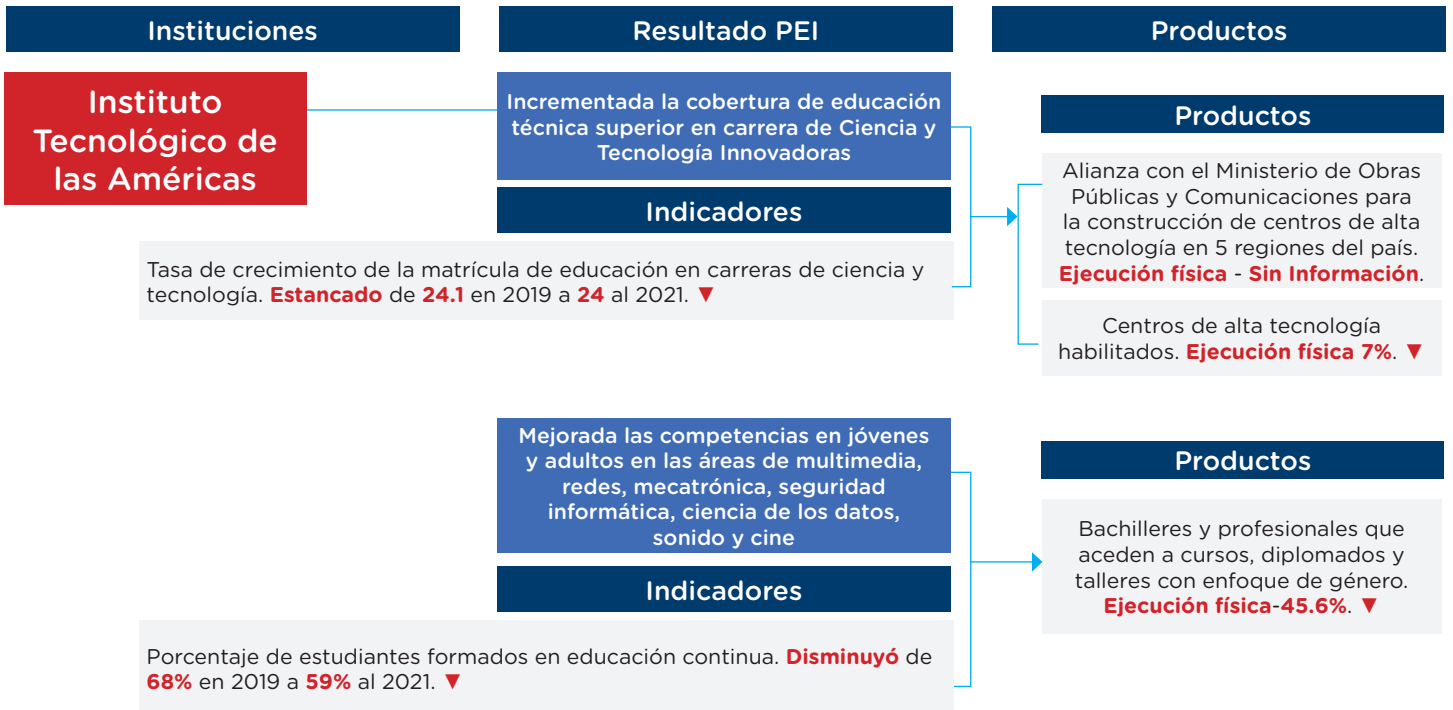 Instituciones
Resultado PEI
Productos
Instituto
Tecnológico de
las Américas
Incrementada la cobertura de educación
técnica superior en carrera de Ciencia y
Tecnología Innovadoras
Indicadores
Tasa de crecimiento de la matrícula de educación en carreras de ciencia y
tecnología. Estancado de 24.1 en 2019 a 24 al 2021. ▼
Productos
Alianza con el Ministerio de Obras
Públicas y Comunicaciones para
la construcción de centros de alta
tecnología en 5 regiones del país.
Ejecución física - Sin Información.
Centros de alta tecnología
habilitados. Ejecución física 7%. ▼
Mejorada las competencias en jóvenes
y adultos en las áreas de multimedia,
redes, mecatrónica, seguridad
informática, ciencia de los datos,
sonido y cine
Indicadores
Porcentaje de estudiantes formados en educación continua. Disminuyó de
68% en 2019 a 59% al 2021. ▼
Productos
Bachilleres y profesionales que
aceden a cursos, diplomados y
talleres con enfoque de género.
Ejecución física-45.6%. ▼